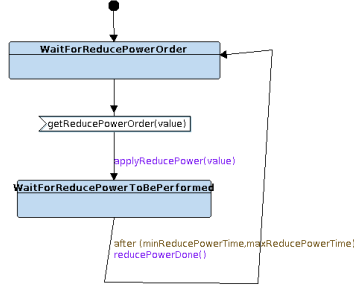 WaitForReducePowerOrder
getReducePowerOrder(value)
applyReducePower(value)
WaitForReducePowerToBePerformed
after (minReducePowerTime,maxReducePowerTime)
reducePowerDone()